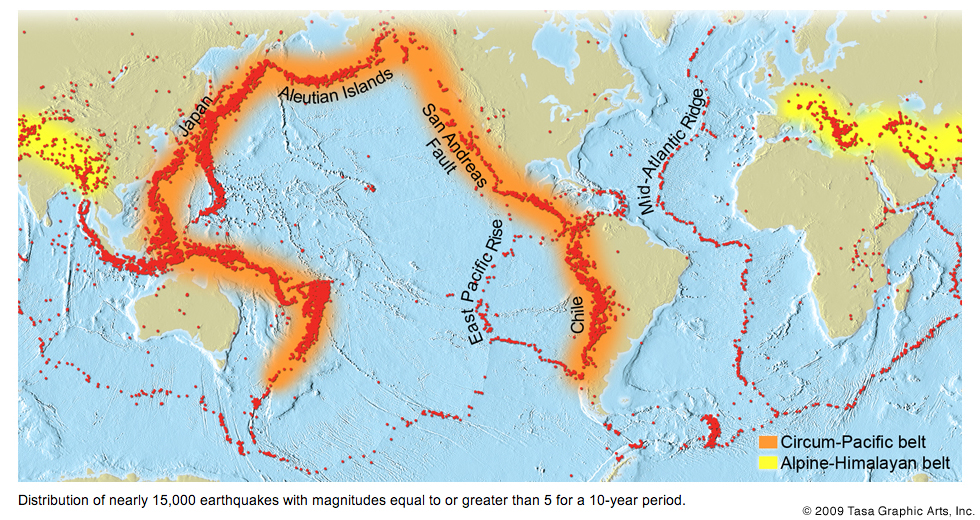 Japan
Aleutian Islands
San Andreas
Fault
Mid-Atlantic Ridge
East Pacific Rise
Chile
Circum-Pacific belt
Alpine-Himalayan belt
Distribution of nearly 15,000 earthquakes with magnitudes equal to or greater than 5 for a 10-year period.
© 2009 Tasa Graphic Arts, Inc.